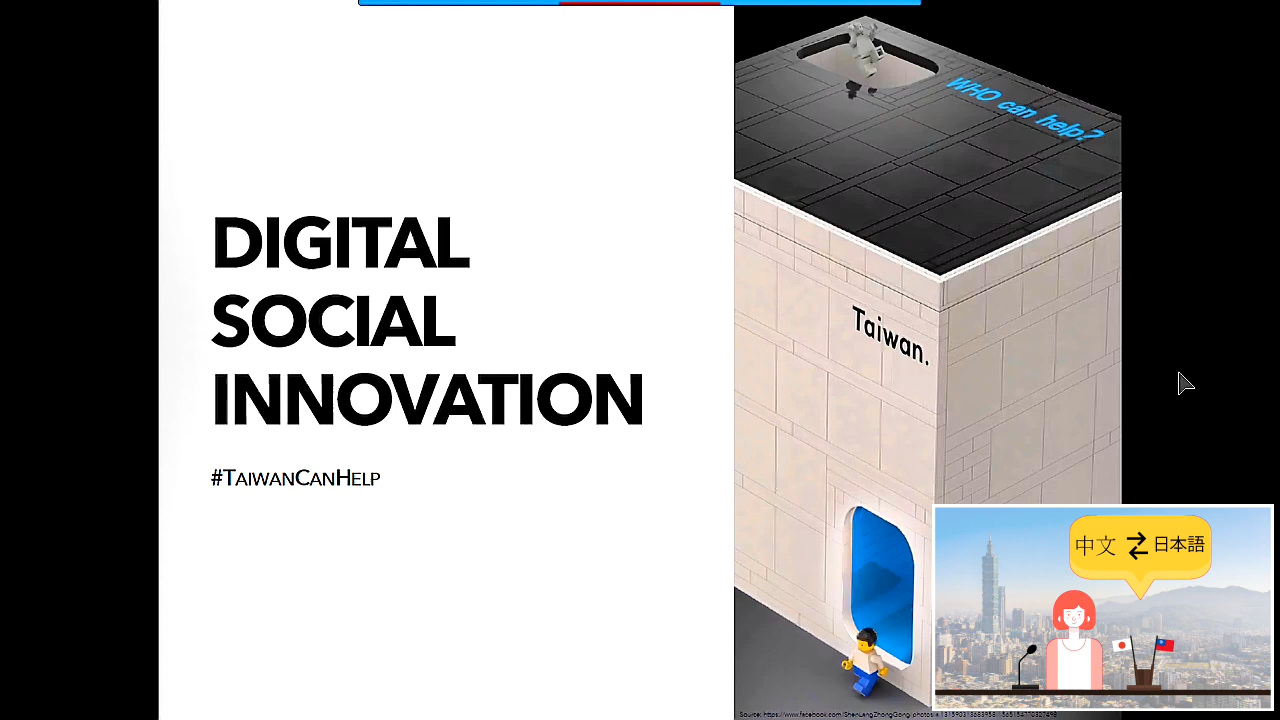 DIGITAL
SOCIAL
INNOVATION
#TAIWANCANHELP
WHO can help?
Taiwan.
中文
日本語